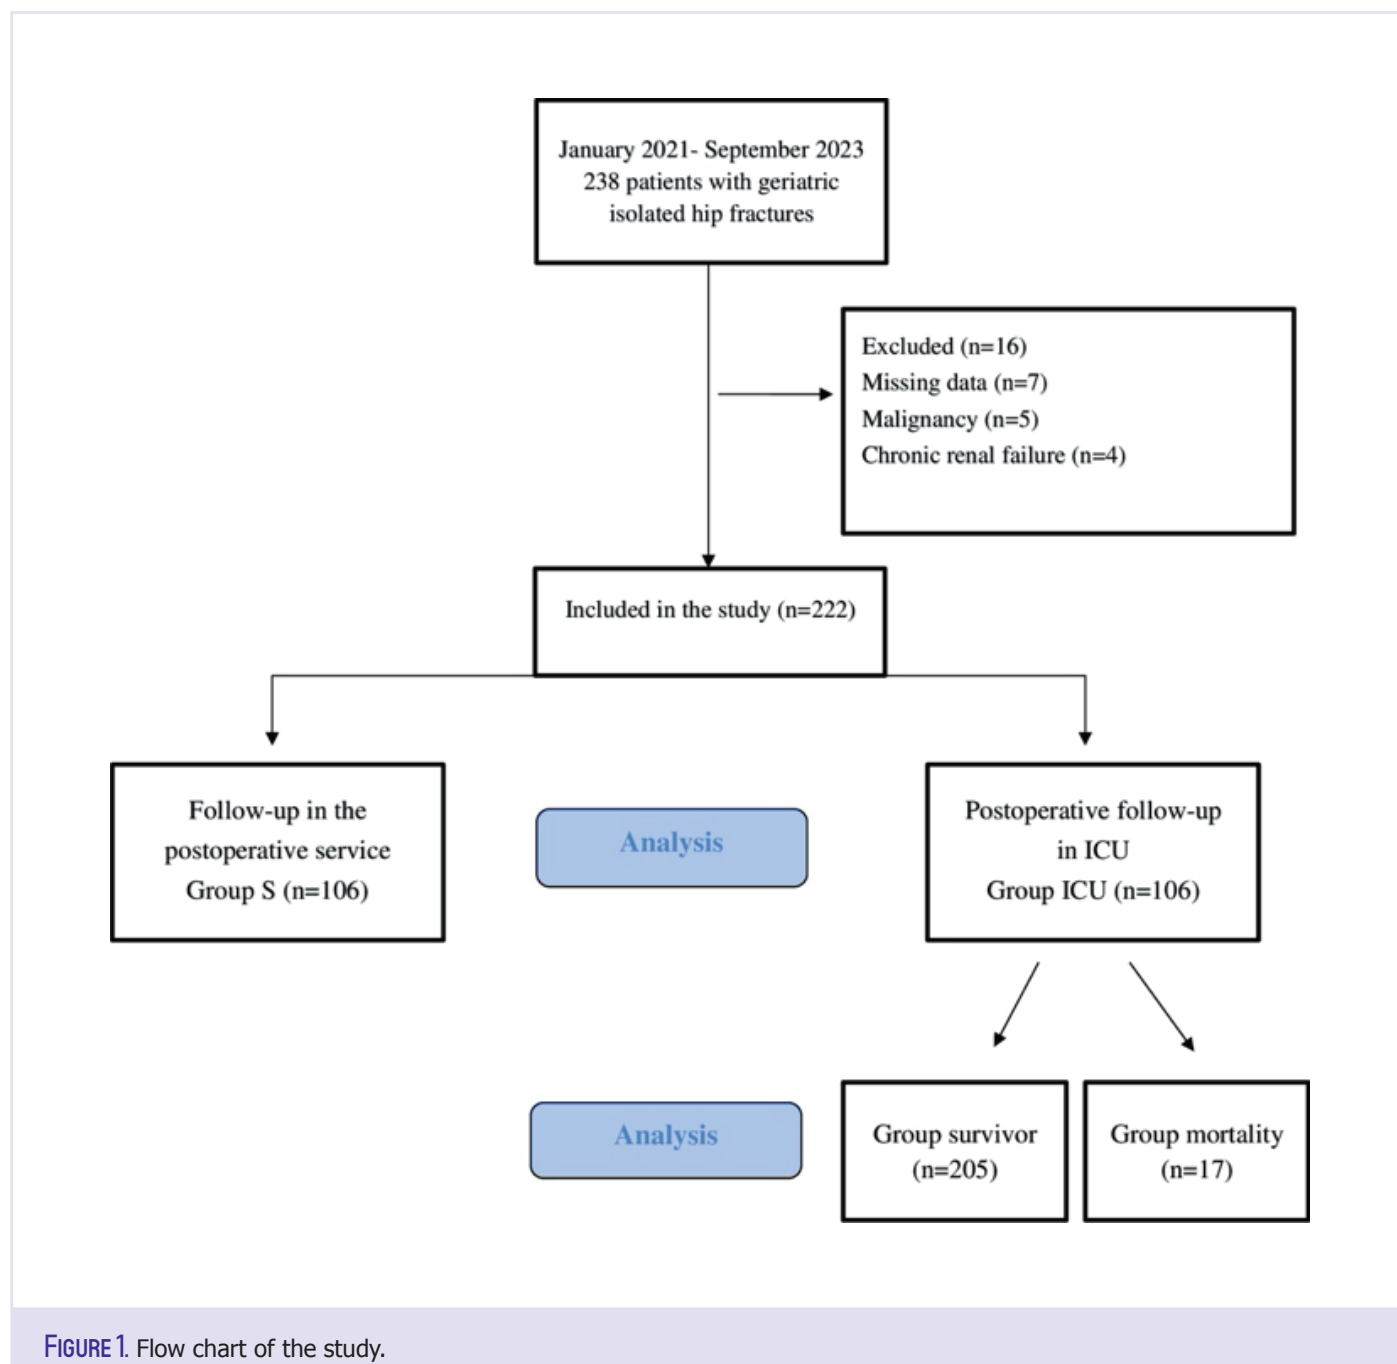 January 2021- September 2023
238 patients with geriatric
isolated hip fractures
Excluded (n=16)
Missing data (n=7)
Malignancy (n=5)
Chronic renal failure (n=4)
Included in the study (n=222)
Follow-up in the
postoperative service
Group S (n=106)
Analysis
Postoperative follow-up
in ICU
Group ICU (n=106)
Analysis
Group survivor
(n=205)
Group mortality
(n=17)
FIGURE 1. Flow chart of the study.